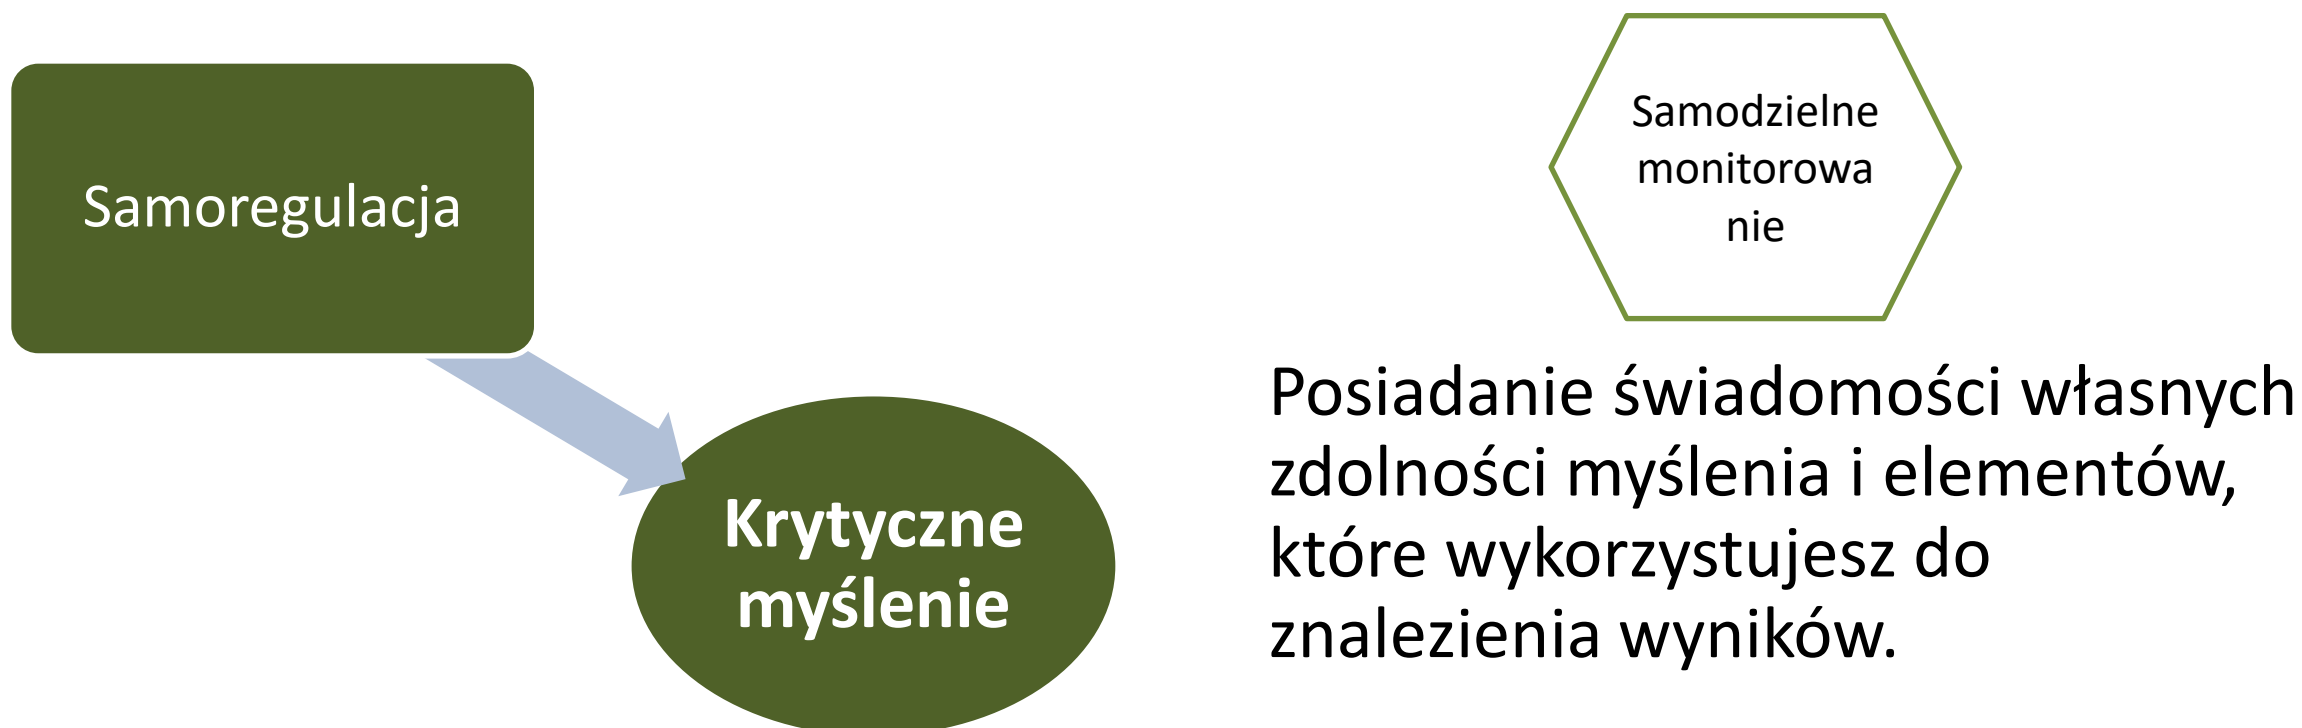 Samoregulacja
Krytyczne
myślenie
Samodzielne
monitorowa
nie
Posiadanie świadomości własnych
zdolności myślenia i elementów,
które wykorzystujesz do
znalezienia wyników.